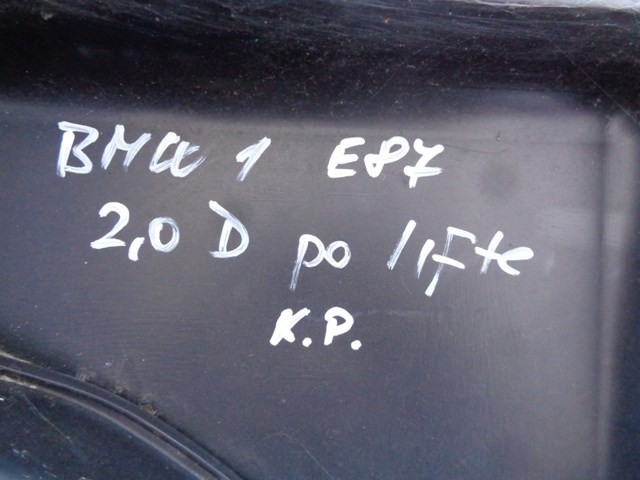 BMW 1 E87
2,0 D po lifte
K.P.